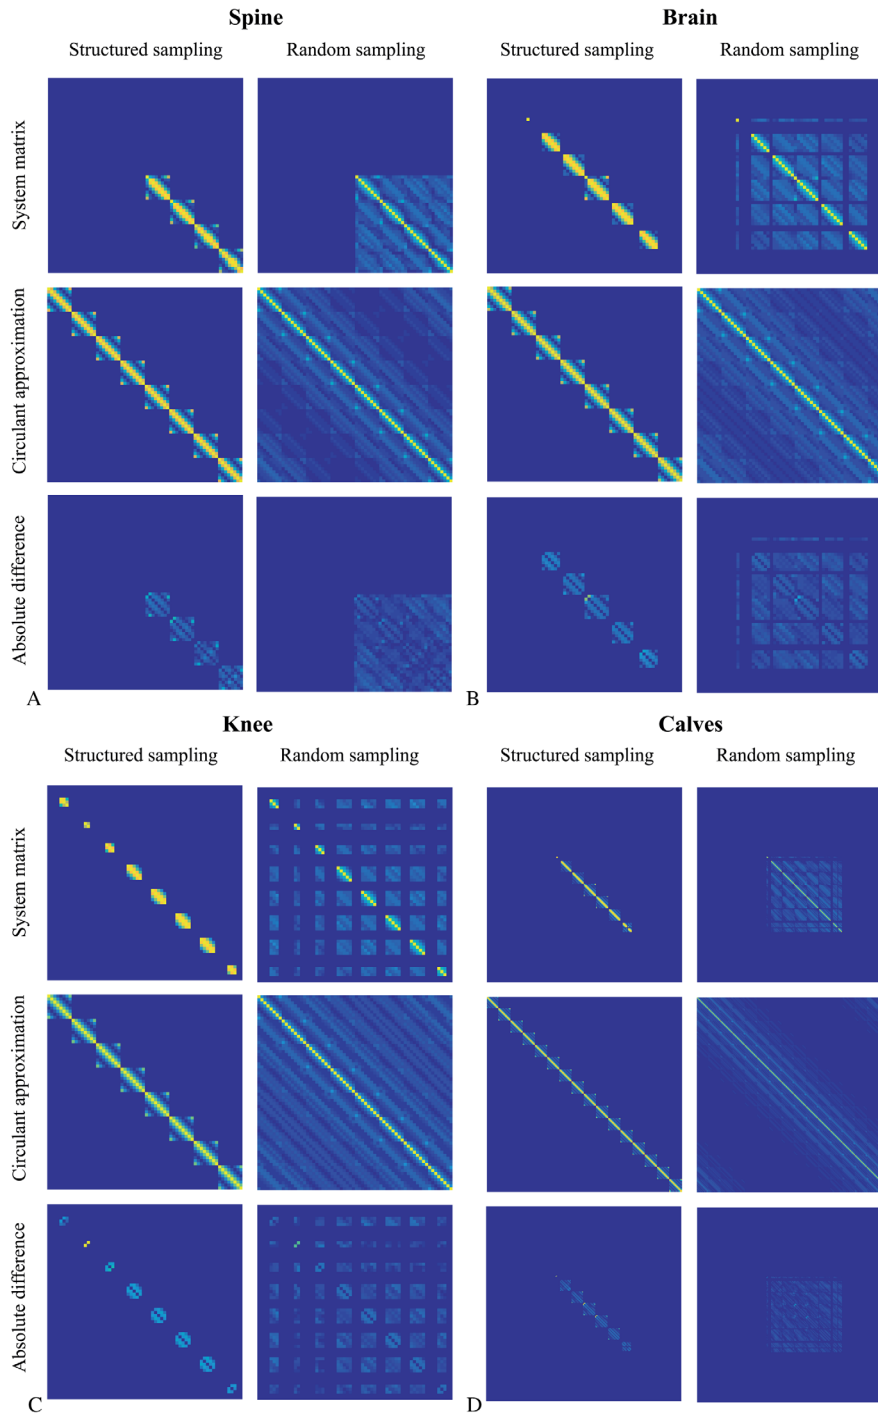 Spine
Brain
Structured sampling
Random sampling
Structured sampling
Random sampling
System matrix
Circulant approximation
Absolute difference
A
B
Knee
Calves
Structured sampling
Random sampling
Structured sampling
Random sampling
System matrix
Circulant approximation
Absolute difference
C
D